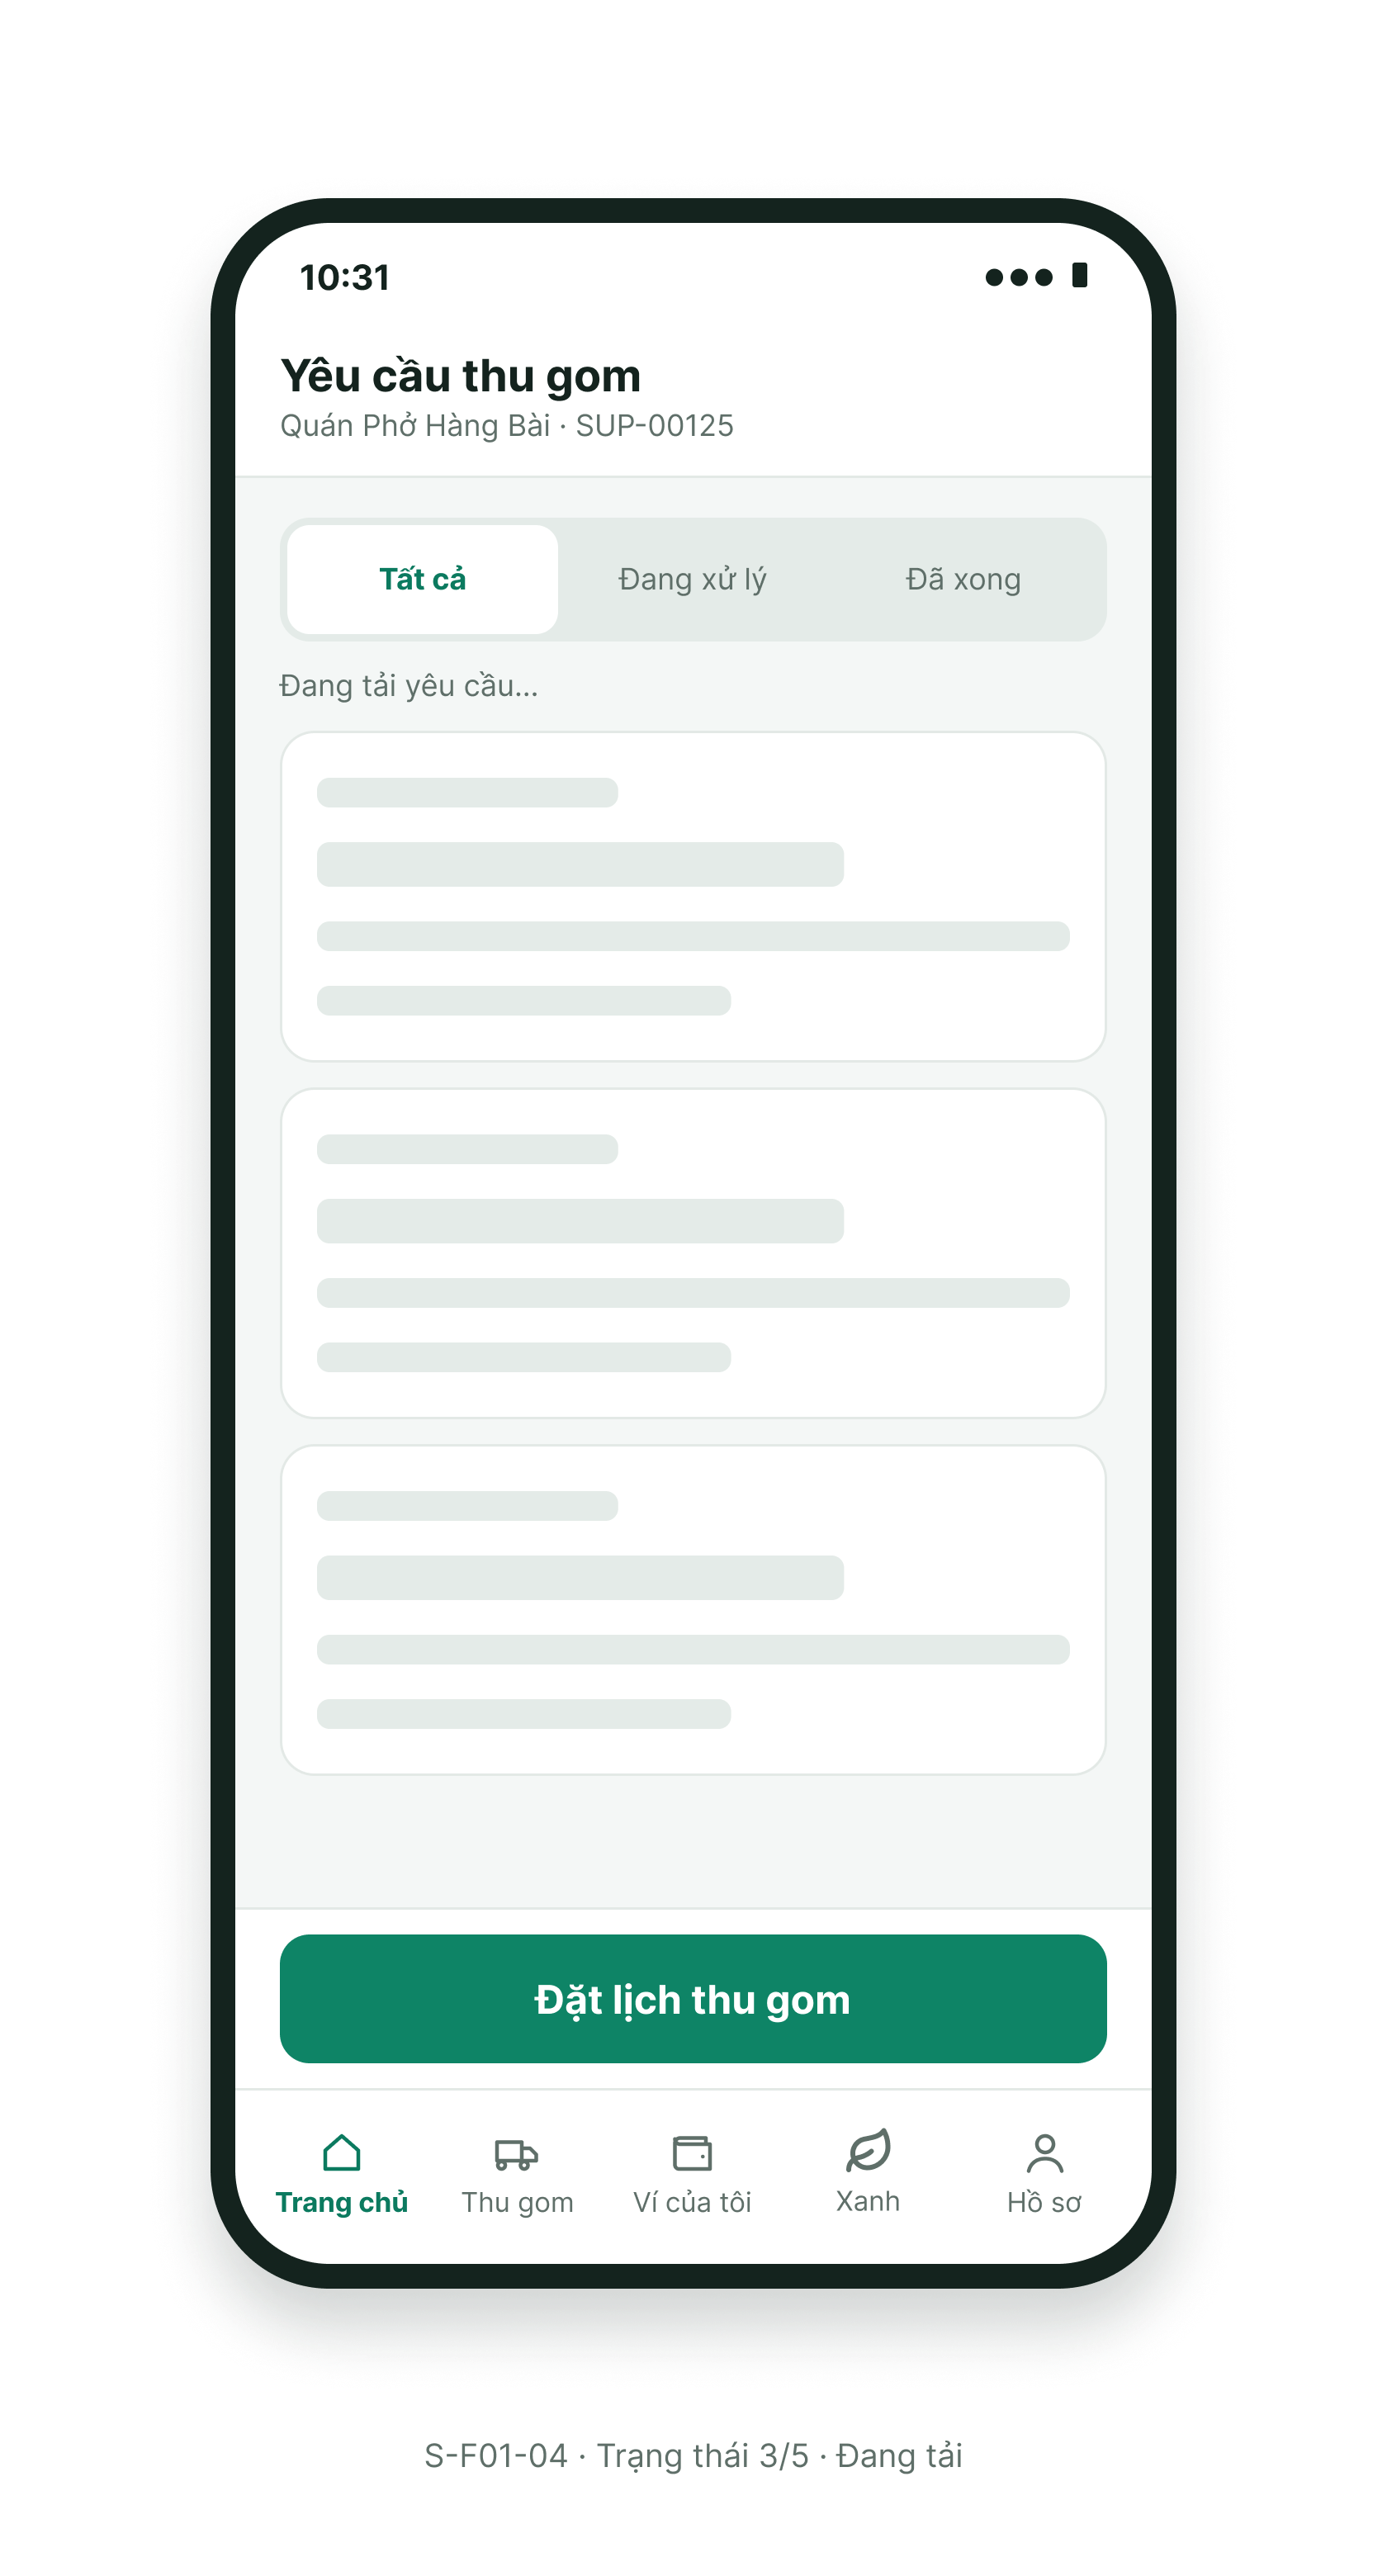 10:31
Yêu cầu thu gom
Quán Phở Hàng Bài · SUP-00125
Tất cả
Đang xử lý
Đã xong
Đang tải yêu cầu...
Đặt lịch thu gom
Trang chủ
Thu gom
Ví của tôi
Xanh
Hồ sơ
S-F01-04 · Trạng thái 3/5 · Đang tải